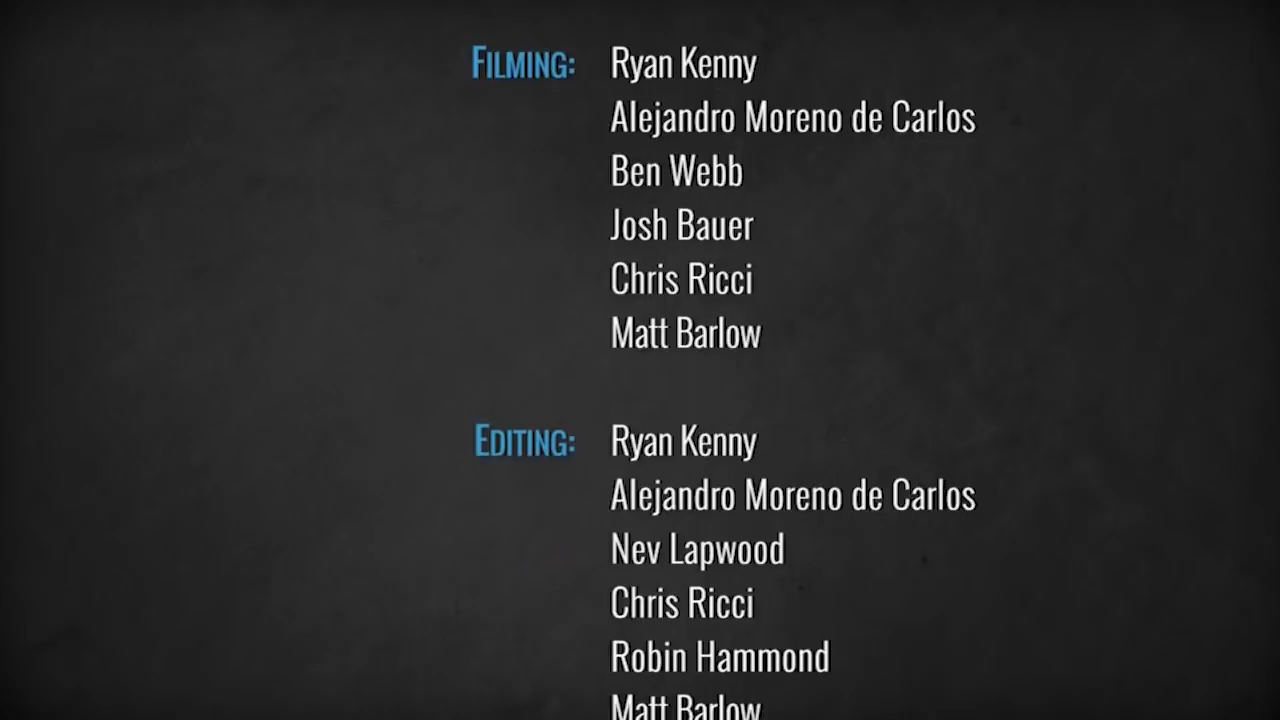 FILMING: Ryan Kenny
Alejandro Moreno de Carlos
Ben Webb
Josh Bauer
Chris Ricci
Matt Barlow
EDITING: Ryan Kenny
Alejandro Moreno de Carlos
Nev Lapwood
Chris Ricci
Robin Hammond
Matt Barlow